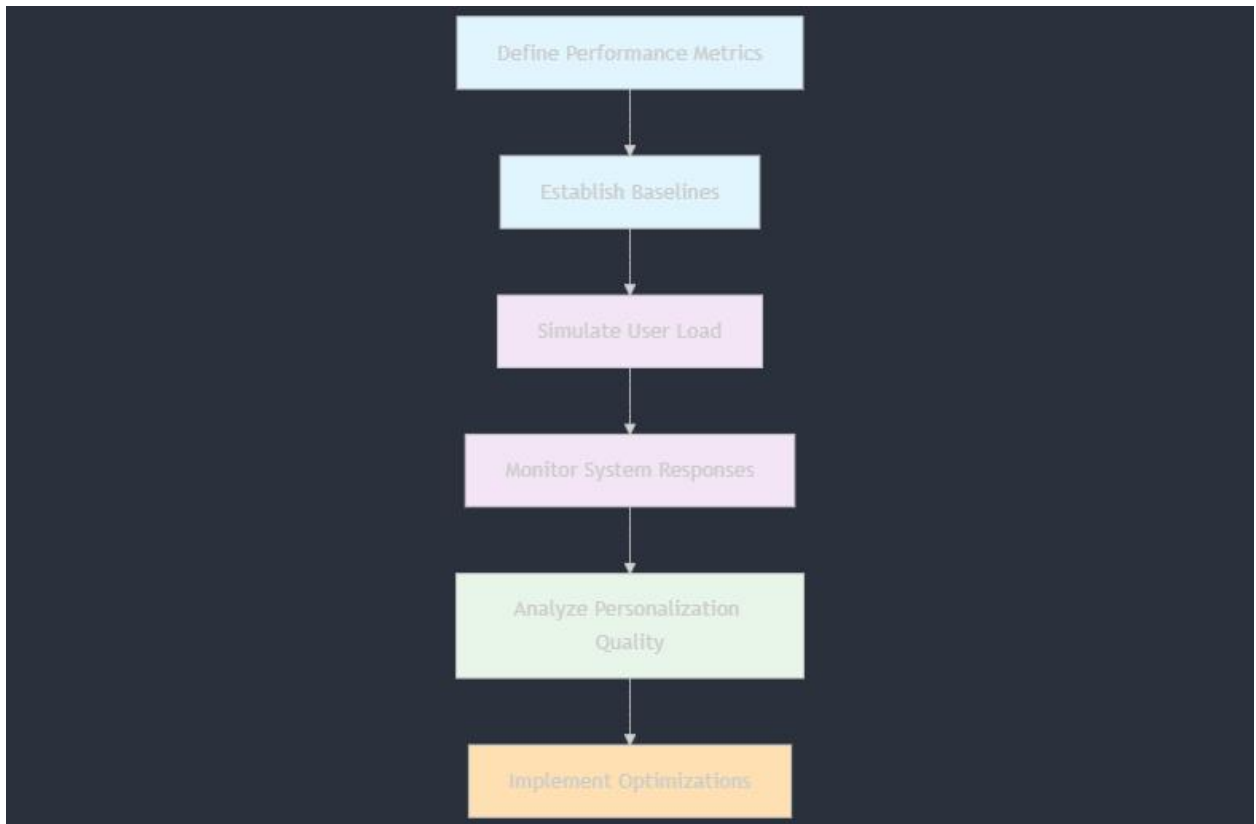 Define Performance Metrics
Establish Baselines
Simulate User Load
Monitor System Responses
Analyze Personalization
Quality
Implement Optimizations